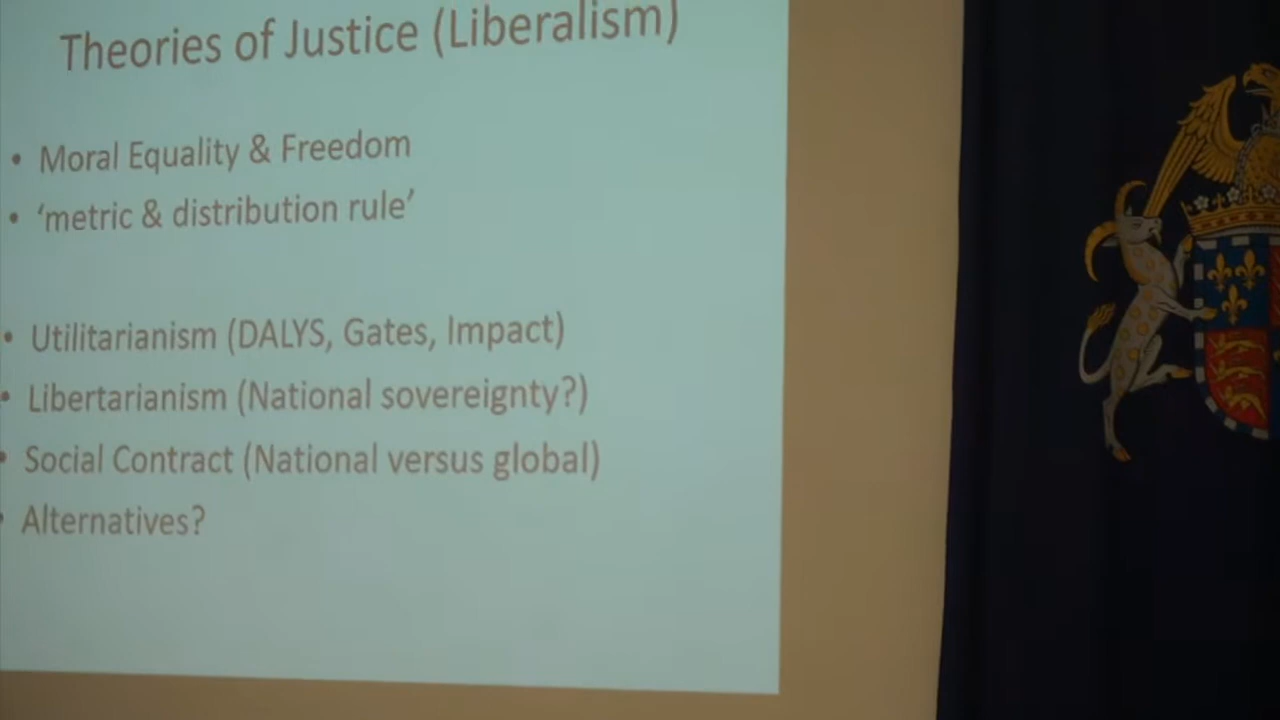 Theories of Justice (Liberalism)
• Moral Equality & Freedom
• ‘metric & distribution rule’
• Utilitarianism (DALYS, Gates, Impact)
• Libertarianism (National sovereignty?)
• Social Contract (National versus global)
• Alternatives?